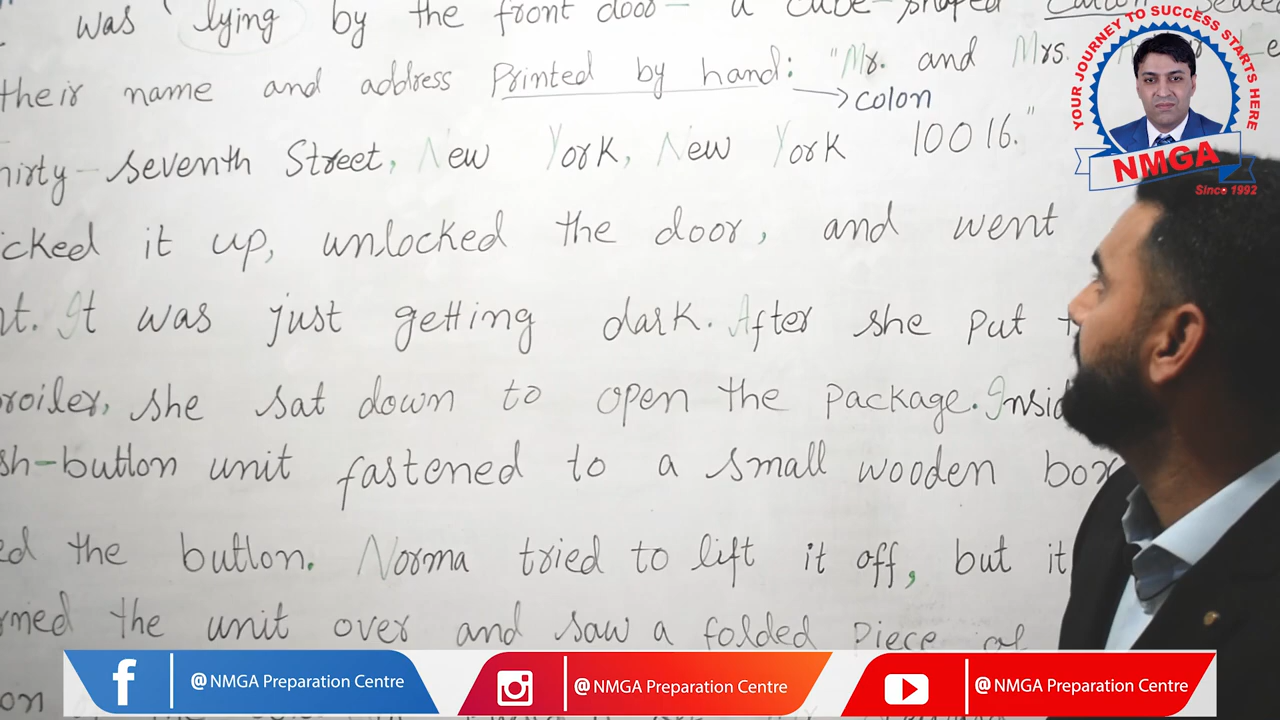 was lying by the front door- a cube-shaped carton sealed
their name and address Printed by hand: "Mr. and Mrs.
colon
hirty-seventh Street, New York, New York 10016."
icked it up, unlocked the door, and went
nt. It was just getting dark. After she put
roiler, she sat down to open the package. Insid
sh-button unit fastened to a small wooden box
ed the button. Norma tried to lift it off, but it
rned the unit over and saw a folded Piece of
on
YOUR JOURNEY TO SUCCESS STARTS HERE
NMGA
Since 1992
@NMGA Preparation Centre
@NMGA Preparation Centre
@NMGA Preparation Centre